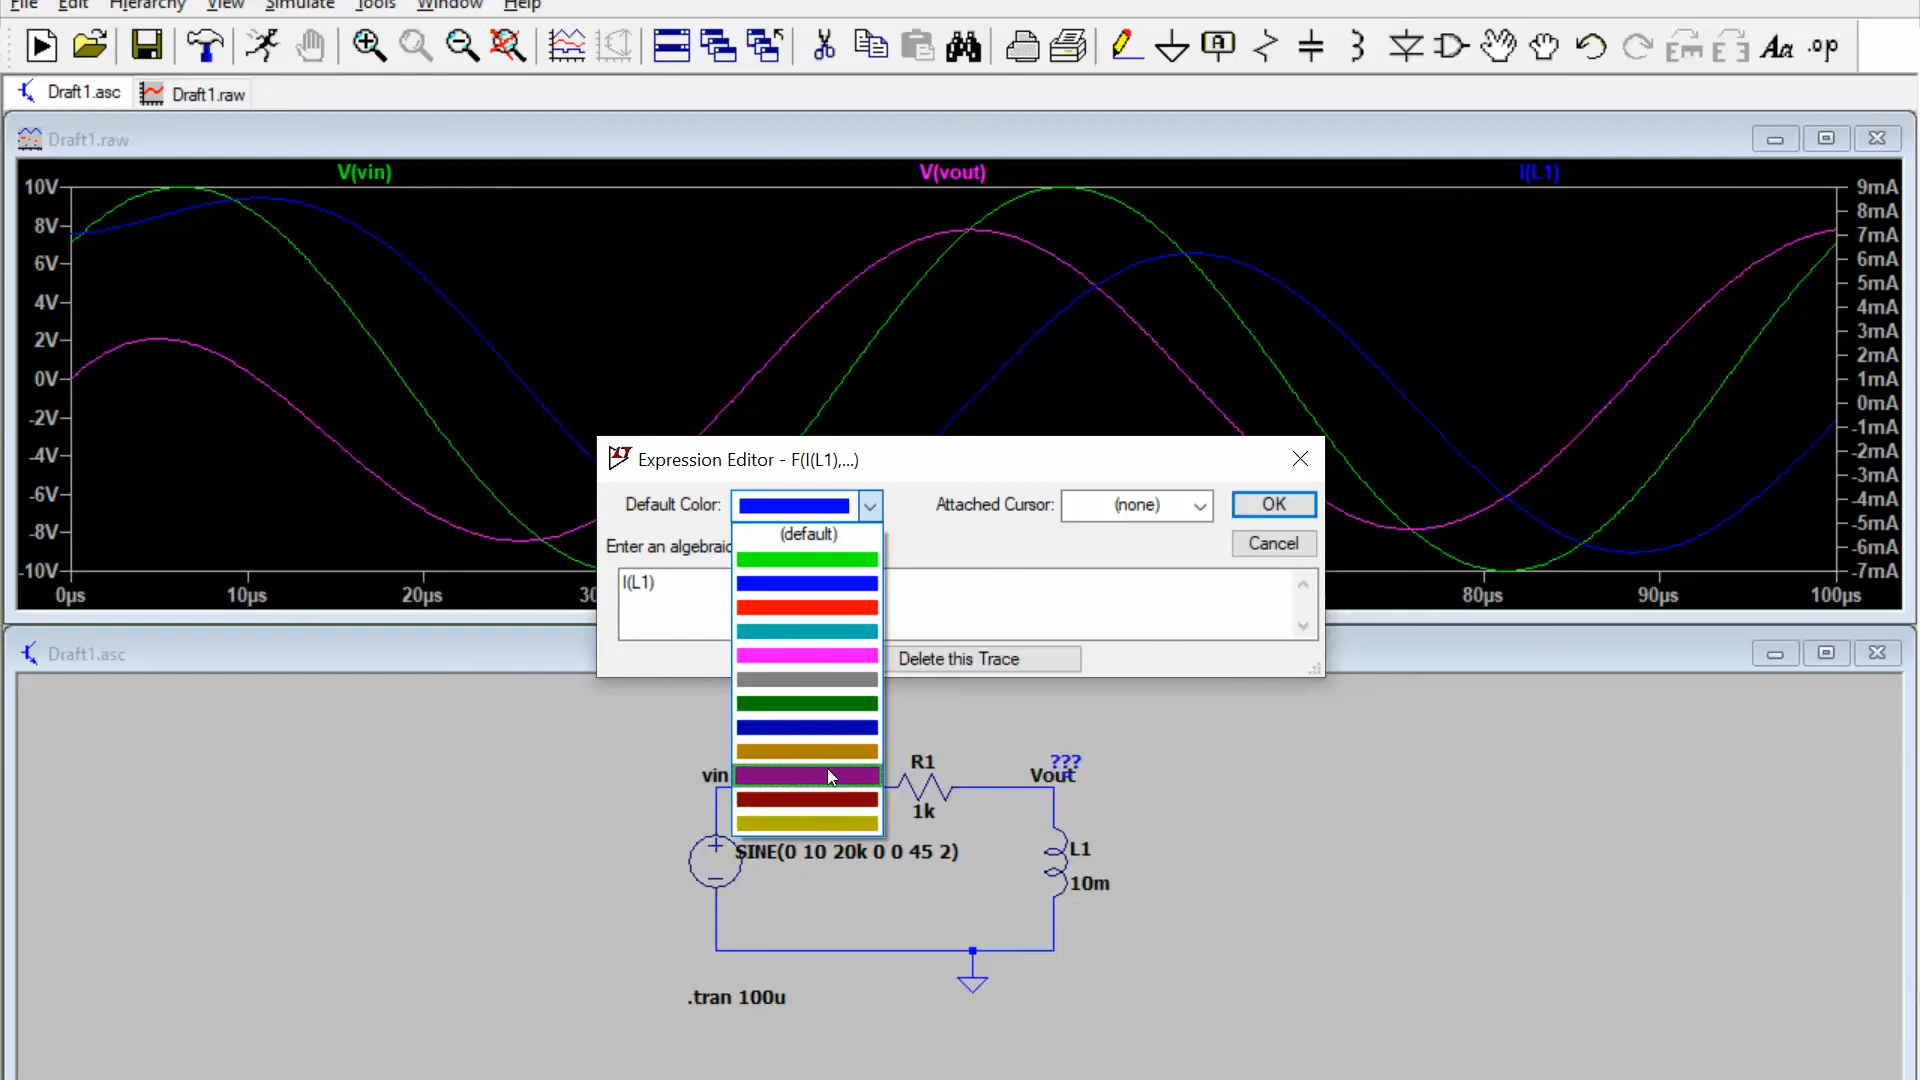 File Edit Hierarchy View Simulate Tools Window Help
A Aa .op
Draft1.asc Draft1.raw
Draft1.raw
V(vin) V(vout) I(L1)
10V 9mA
8V 8mA
7mA
6V 6mA
5mA
4V 4mA
3mA
2V 2mA
0V 1mA
0mA
-2V -1mA
-2mA
-4V -3mA
-6V -4mA
-8V -5mA
-6mA
-10V -7mA
0µs 10µs 20µs 80µs 90µs 100µs
Expression Editor - F(I(L1),...)
Default Color: Attached Cursor: (none) OK
(default)
Enter an algebraic Cancel
I(L1)
Delete this Trace
Draft1.asc
R1
???
vin Vout
1k
SINE(0 10 20k 0 0 45 2)
L1
10m
.tran 100u